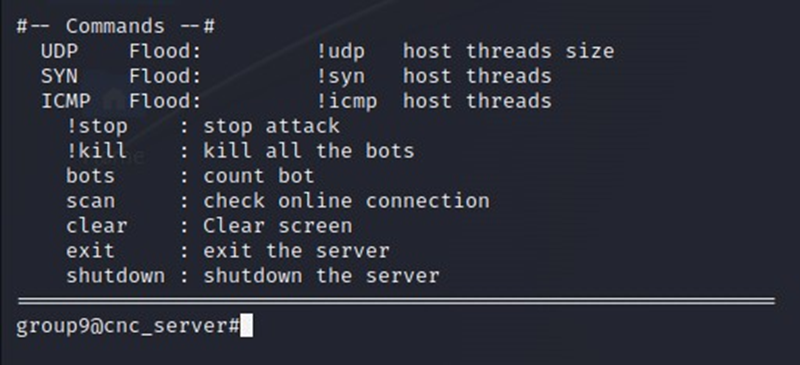 #-- Commands --#
UDP Flood: !udp host threads size
SYN Flood: !syn host threads
ICMP Flood: !icmp host threads
!stop : stop attack
!kill : kill all the bots
bots : count bot
scan : check online connection
clear : Clear screen
exit : exit the server
shutdown : shutdown the server
group9@cnc_server#